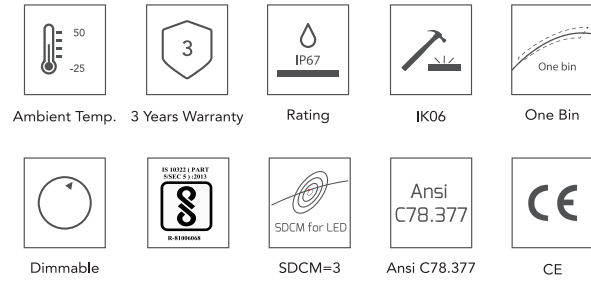 50
-25
Ambient Temp.
3
3 Years Warranty
IP67
Rating
IK06
One bin
One Bin
Dimmable
IS 10322 ( PART
5/SEC 5 ) :2013
R-81006068
SDCM for LED
SDCM=3
Ansi
C78.377
Ansi C78.377
CE
CE